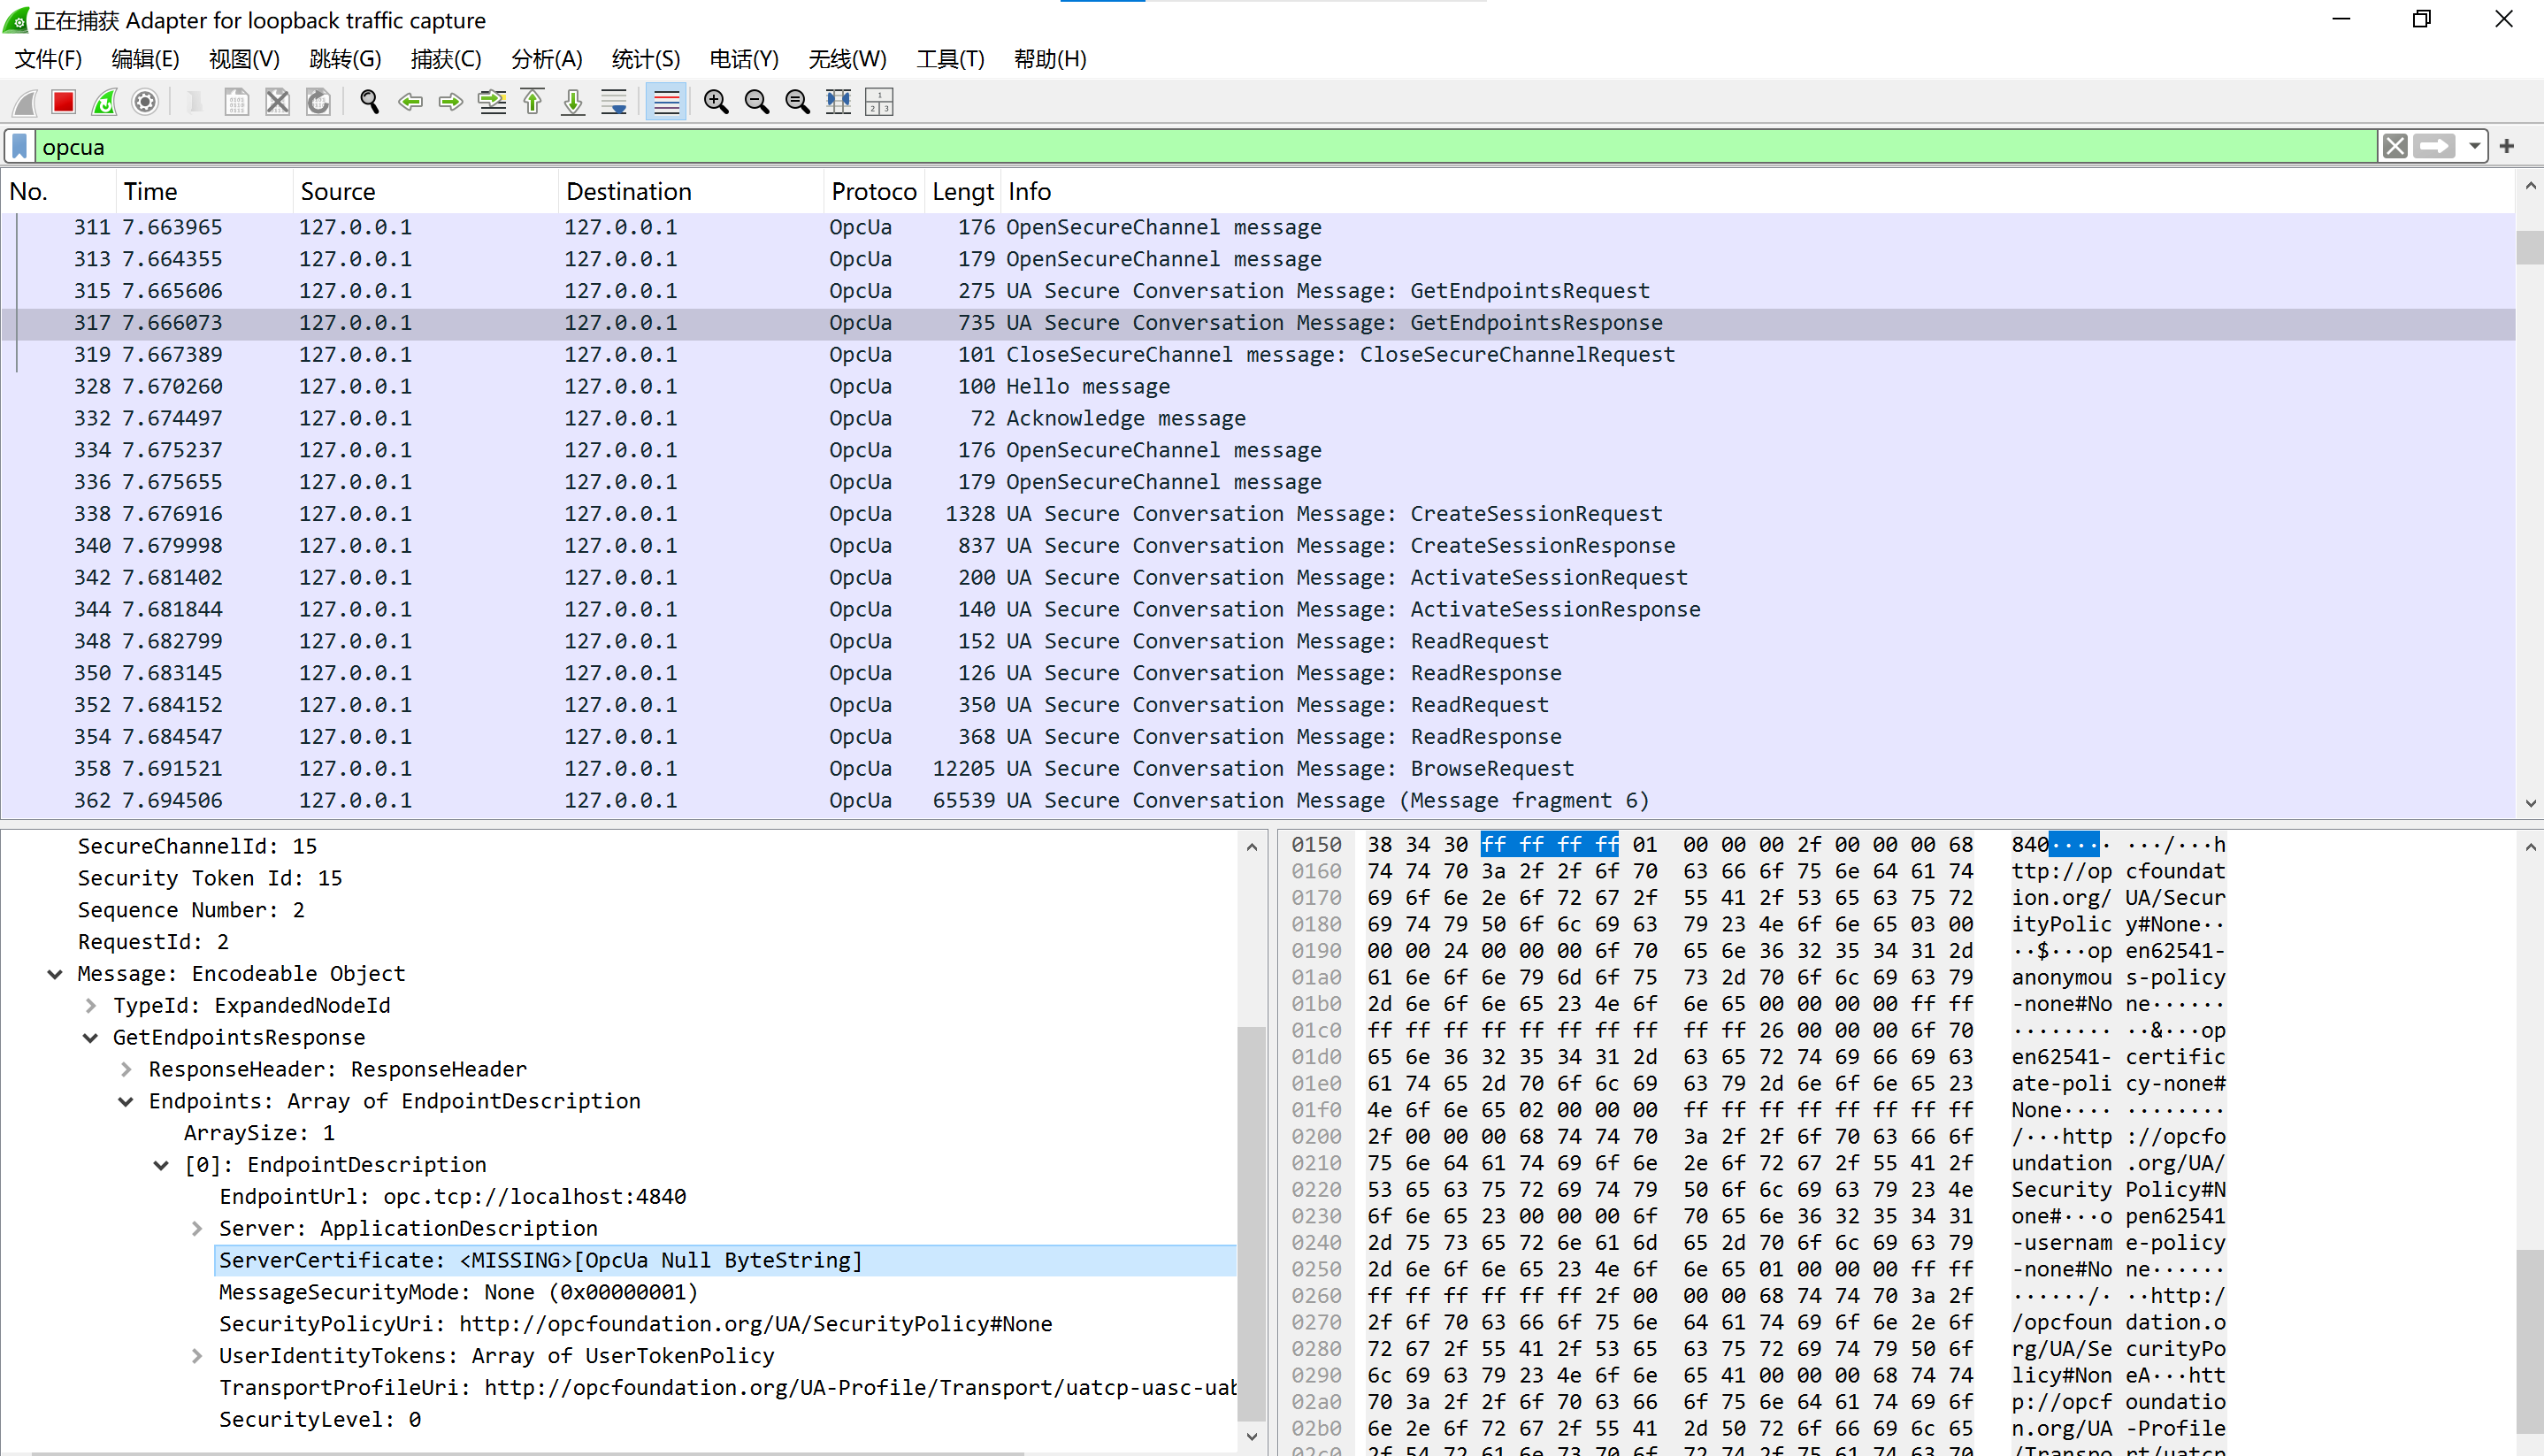 正在捕获 Adapter for loopback traffic capture
文件(F) 编辑(E) 视图(V) 跳转(G) 捕获(C) 分析(A) 统计(S) 电话(Y) 无线(W) 工具(T) 帮助(H)
opcua
No. Time Source Destination Protoco Lengt Info
311 7.663965 127.0.0.1 127.0.0.1 OpcUa 176 OpenSecureChannel message
313 7.664355 127.0.0.1 127.0.0.1 OpcUa 179 OpenSecureChannel message
315 7.665606 127.0.0.1 127.0.0.1 OpcUa 275 UA Secure Conversation Message: GetEndpointsRequest
317 7.666073 127.0.0.1 127.0.0.1 OpcUa 735 UA Secure Conversation Message: GetEndpointsResponse
319 7.667389 127.0.0.1 127.0.0.1 OpcUa 101 CloseSecureChannel message: CloseSecureChannelRequest
328 7.670260 127.0.0.1 127.0.0.1 OpcUa 100 Hello message
332 7.674497 127.0.0.1 127.0.0.1 OpcUa 72 Acknowledge message
334 7.675237 127.0.0.1 127.0.0.1 OpcUa 176 OpenSecureChannel message
336 7.675655 127.0.0.1 127.0.0.1 OpcUa 179 OpenSecureChannel message
338 7.676916 127.0.0.1 127.0.0.1 OpcUa 1328 UA Secure Conversation Message: CreateSessionRequest
340 7.679998 127.0.0.1 127.0.0.1 OpcUa 837 UA Secure Conversation Message: CreateSessionResponse
342 7.681402 127.0.0.1 127.0.0.1 OpcUa 200 UA Secure Conversation Message: ActivateSessionRequest
344 7.681844 127.0.0.1 127.0.0.1 OpcUa 140 UA Secure Conversation Message: ActivateSessionResponse
348 7.682799 127.0.0.1 127.0.0.1 OpcUa 152 UA Secure Conversation Message: ReadRequest
350 7.683145 127.0.0.1 127.0.0.1 OpcUa 126 UA Secure Conversation Message: ReadResponse
352 7.684152 127.0.0.1 127.0.0.1 OpcUa 350 UA Secure Conversation Message: ReadRequest
354 7.684547 127.0.0.1 127.0.0.1 OpcUa 368 UA Secure Conversation Message: ReadResponse
358 7.691521 127.0.0.1 127.0.0.1 OpcUa 12205 UA Secure Conversation Message: BrowseRequest
362 7.694506 127.0.0.1 127.0.0.1 OpcUa 65539 UA Secure Conversation Message (Message fragment 6)
SecureChannelId: 15
Security Token Id: 15
Sequence Number: 2
RequestId: 2
Message: Encodeable Object
TypeId: ExpandedNodeId
GetEndpointsResponse
ResponseHeader: ResponseHeader
Endpoints: Array of EndpointDescription
ArraySize: 1
[0]: EndpointDescription
EndpointUrl: opc.tcp://localhost:4840
Server: ApplicationDescription
ServerCertificate: <MISSING>[OpcUa Null ByteString]
MessageSecurityMode: None (0x00000001)
SecurityPolicyUri: http://opcfoundation.org/UA/SecurityPolicy#None
UserIdentityTokens: Array of UserTokenPolicy
TransportProfileUri: http://opcfoundation.org/UA-Profile/Transport/uatcp-uasc-uab
SecurityLevel: 0
0150 38 34 30 ff ff ff ff 01 00 00 00 2f 00 00 00 68 840····· ···/···h
0160 74 74 70 3a 2f 2f 6f 70 63 66 6f 75 6e 64 61 74 ttp://op cfoundat
0170 69 6f 6e 2e 6f 72 67 2f 55 41 2f 53 65 63 75 72 ion.org/ UA/Secur
0180 69 74 79 50 6f 6c 69 63 79 23 4e 6f 6e 65 03 00 ityPolic y#None··
0190 00 00 24 00 00 00 6f 70 65 6e 36 32 35 34 31 2d ··$···op en62541-
01a0 61 6e 6f 6e 79 6d 6f 75 73 2d 70 6f 6c 69 63 79 anonymou s-policy
01b0 2d 6e 6f 6e 65 23 4e 6f 6e 65 00 00 00 00 ff ff -none#No ne······
01c0 ff ff ff ff ff ff ff ff ff ff 26 00 00 00 6f 70 ········ ··&···op
01d0 65 6e 36 32 35 34 31 2d 63 65 72 74 69 66 69 63 en62541- certific
01e0 61 74 65 2d 70 6f 6c 69 63 79 2d 6e 6f 6e 65 23 ate-poli cy-none#
01f0 4e 6f 6e 65 02 00 00 00 ff ff ff ff ff ff ff ff None···· ········
0200 2f 00 00 00 68 74 74 70 3a 2f 2f 6f 70 63 66 6f /···http ://opcfo
0210 75 6e 64 61 74 69 6f 6e 2e 6f 72 67 2f 55 41 2f undation .org/UA/
0220 53 65 63 75 72 69 74 79 50 6f 6c 69 63 79 23 4e Security Policy#N
0230 6f 6e 65 23 00 00 00 6f 70 65 6e 36 32 35 34 31 one#···o pen62541
0240 2d 75 73 65 72 6e 61 6d 65 2d 70 6f 6c 69 63 79 -usernam e-policy
0250 2d 6e 6f 6e 65 23 4e 6f 6e 65 01 00 00 00 ff ff -none#No ne······
0260 ff ff ff ff ff ff 2f 00 00 00 68 74 74 70 3a 2f ······/· ··http:/
0270 2f 6f 70 63 66 6f 75 6e 64 61 74 69 6f 6e 2e 6f /opcfoun dation.o
0280 72 67 2f 55 41 2f 53 65 63 75 72 69 74 79 50 6f rg/UA/Se curityPo
0290 6c 69 63 79 23 4e 6f 6e 65 41 00 00 00 68 74 74 licy#Non eA···htt
02a0 70 3a 2f 2f 6f 70 63 66 6f 75 6e 64 61 74 69 6f p://opcf oundatio
02b0 6e 2e 6f 72 67 2f 55 41 2d 50 72 6f 66 69 6c 65 n.org/UA -Profile
02c0 2f 54 72 61 6e 73 70 6f 72 74 2f 75 61 74 63 70 /Transpo rt/uatcp